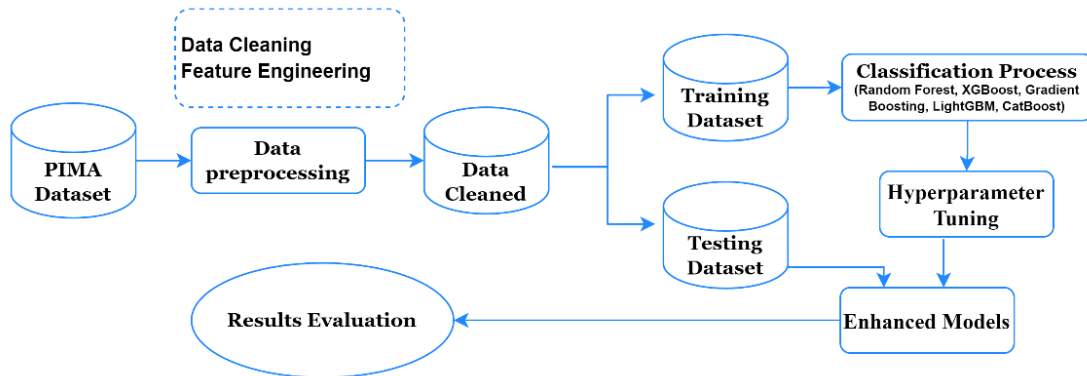 Data Cleaning
Feature Engineering
PIMA
Dataset
Data
preprocessing
Data
Cleaned
Training
Dataset
Classification Process
(Random Forest, XGBoost, Gradient
Boosting, LightGBM, CatBoost)
Hyperparameter
Tuning
Testing
Dataset
Enhanced Models
Results Evaluation